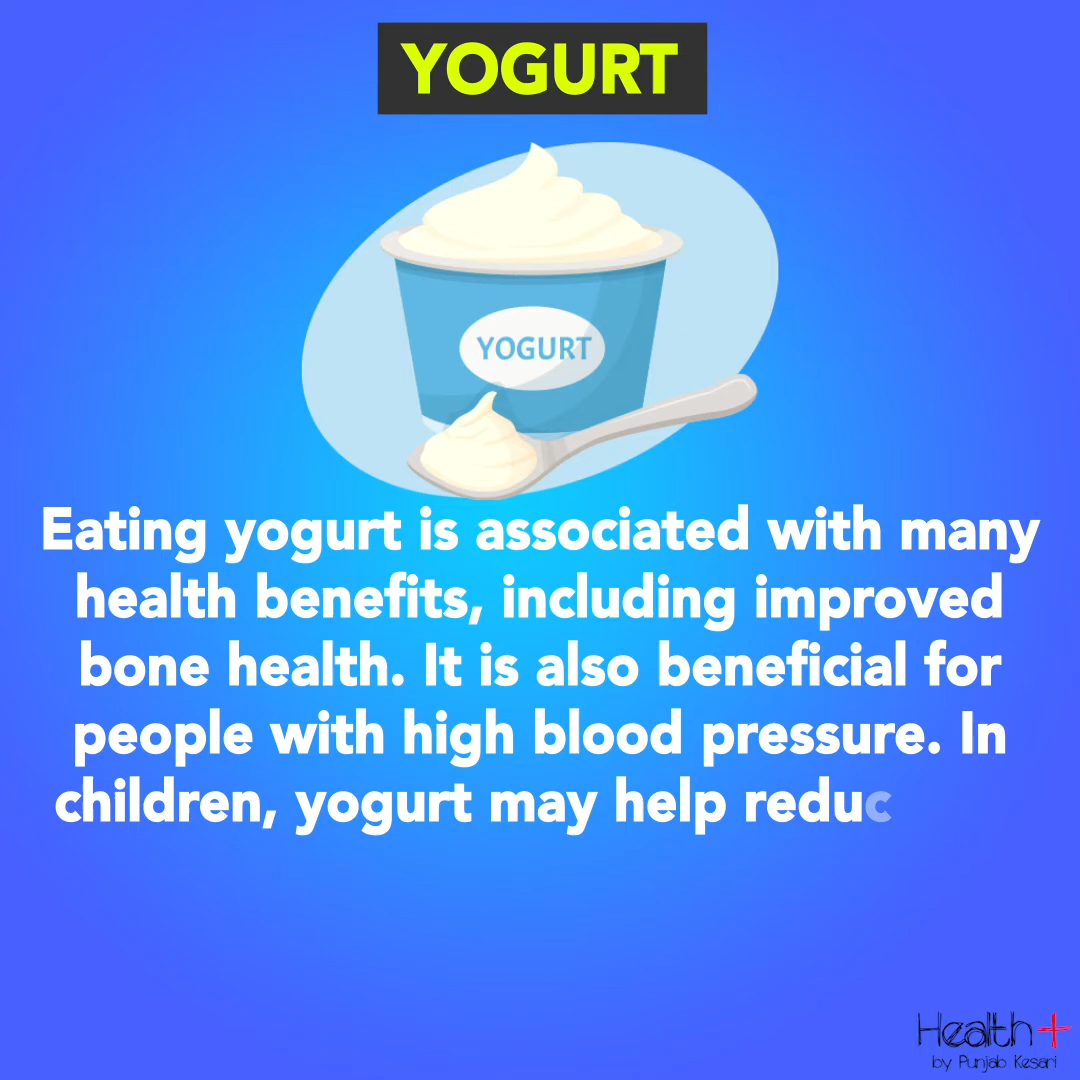 YOGURT
YOGURT
Eating yogurt is associated with many
health benefits, including improved
bone health. It is also beneficial for
people with high blood pressure. In
children, yogurt may help reduc
Health+
by Punjab Kesari